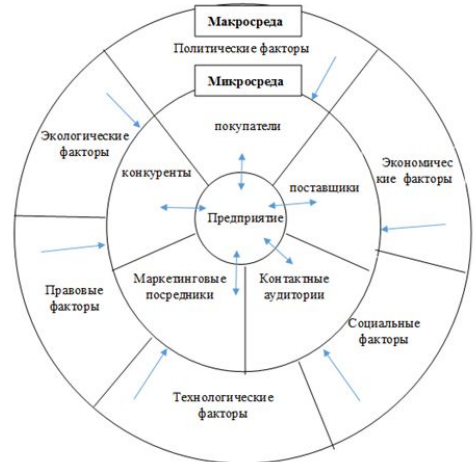 Макросреда
Политические факторы
Микросреда
покупатели
Экологические
факторы
конкуренты
Экономичес
кие факторы
поставщики
Предприятие
Маркетинговые
посредники
Контактные
аудитории
Правовые
факторы
Социальные
факторы
Технологические
факторы